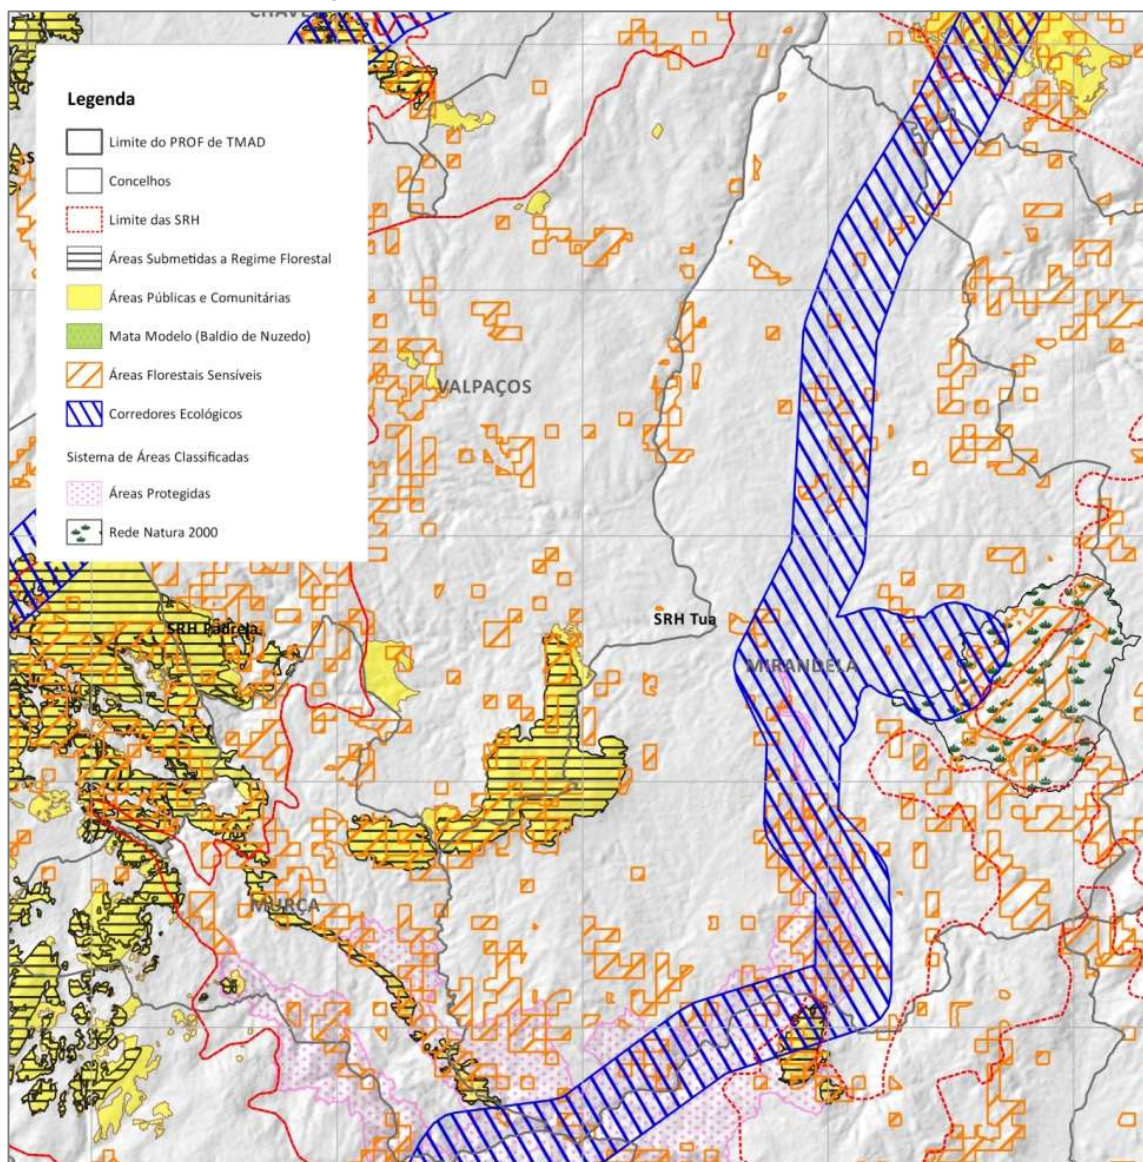 CHAVES
Legenda
Limite do PROF de TMAD
Concelhos
Limite das SRH
Áreas Submetidas a Regime Florestal
Áreas Públicas e Comunitárias
Mata Modelo (Baldio de Nuzedo)
Áreas Florestais Sensíveis
Corredores Ecológicos
Sistema de Áreas Classificadas
Áreas Protegidas
Rede Natura 2000
VALPAÇOS
SRH Padrela
SRH Tua
MIRANDELA
MURÇA